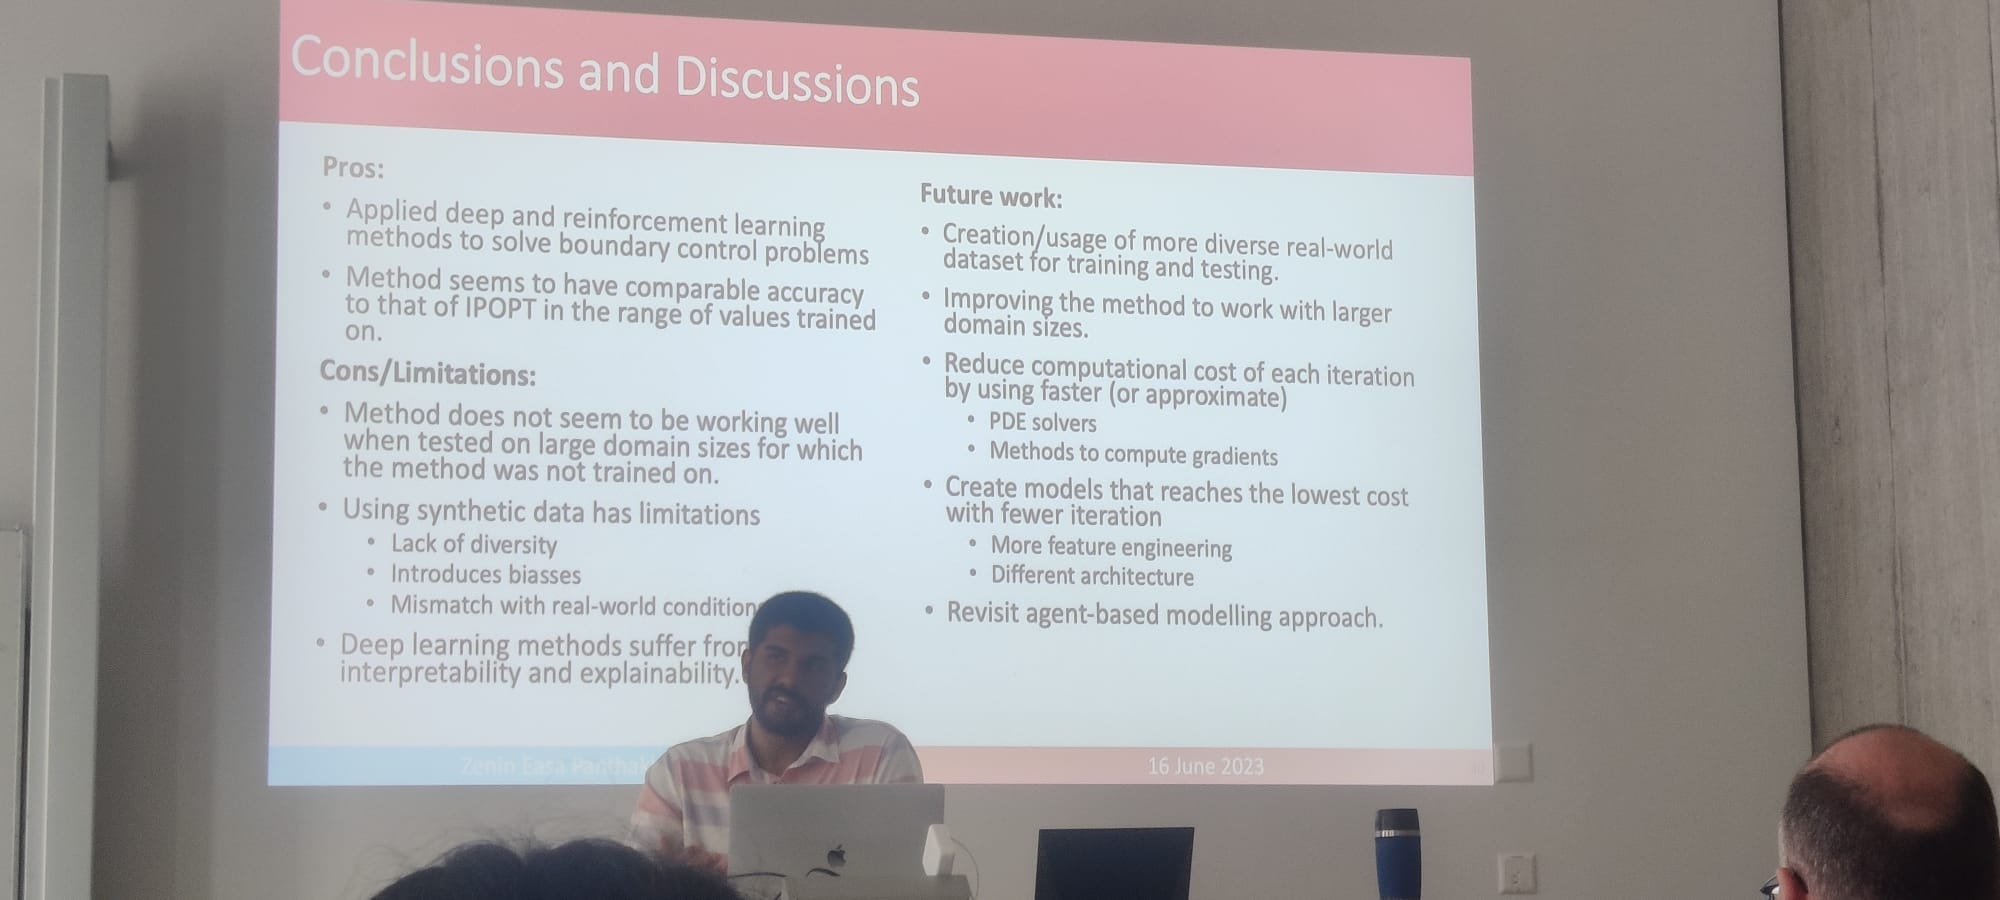 Conclusions and Discussions
Pros:
• Applied deep and reinforcement learning
methods to solve boundary control problems
• Method seems to have comparable accuracy
to that of IPOPT in the range of values trained
on.
Cons/Limitations:
• Method does not seem to be working well
when tested on large domain sizes for which
the method was not trained on.
• Using synthetic data has limitations
• Lack of diversity
• Introduces biasses
• Mismatch with real-world condition
• Deep learning methods suffer from
interpretability and explainability.
Future work:
• Creation/usage of more diverse real-world
dataset for training and testing.
• Improving the method to work with larger
domain sizes.
• Reduce computational cost of each iteration
by using faster (or approximate)
• PDE solvers
• Methods to compute gradients
• Create models that reaches the lowest cost
with fewer iteration
• More feature engineering
• Different architecture
• Revisit agent-based modelling approach.
Zenin Easa
16 June 2023